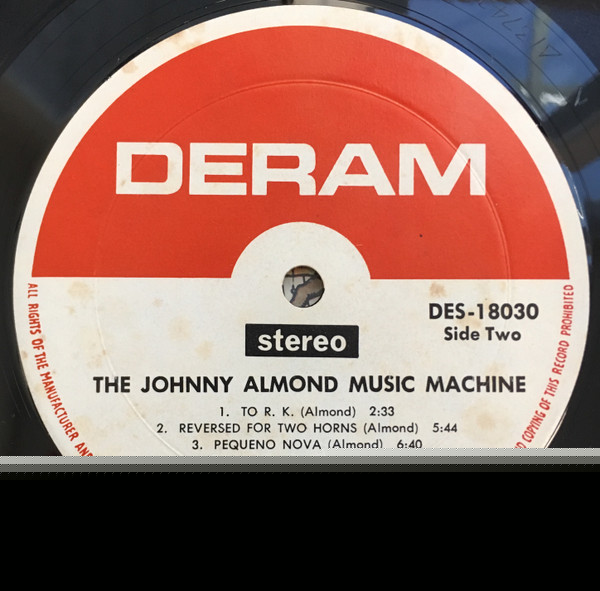 DERAM
DES-18030
Side Two
stereo
THE JOHNNY ALMOND MUSIC MACHINE
1. TO R. K. (Almond) 2:33
2. REVERSED FOR TWO HORNS (Almond) 5:44
3. PEQUENO NOVA (Almond) 6:40
ALL RIGHTS OF THE MANUFACTURER AN
D COPYING OF THIS RECORD PROHIBITED